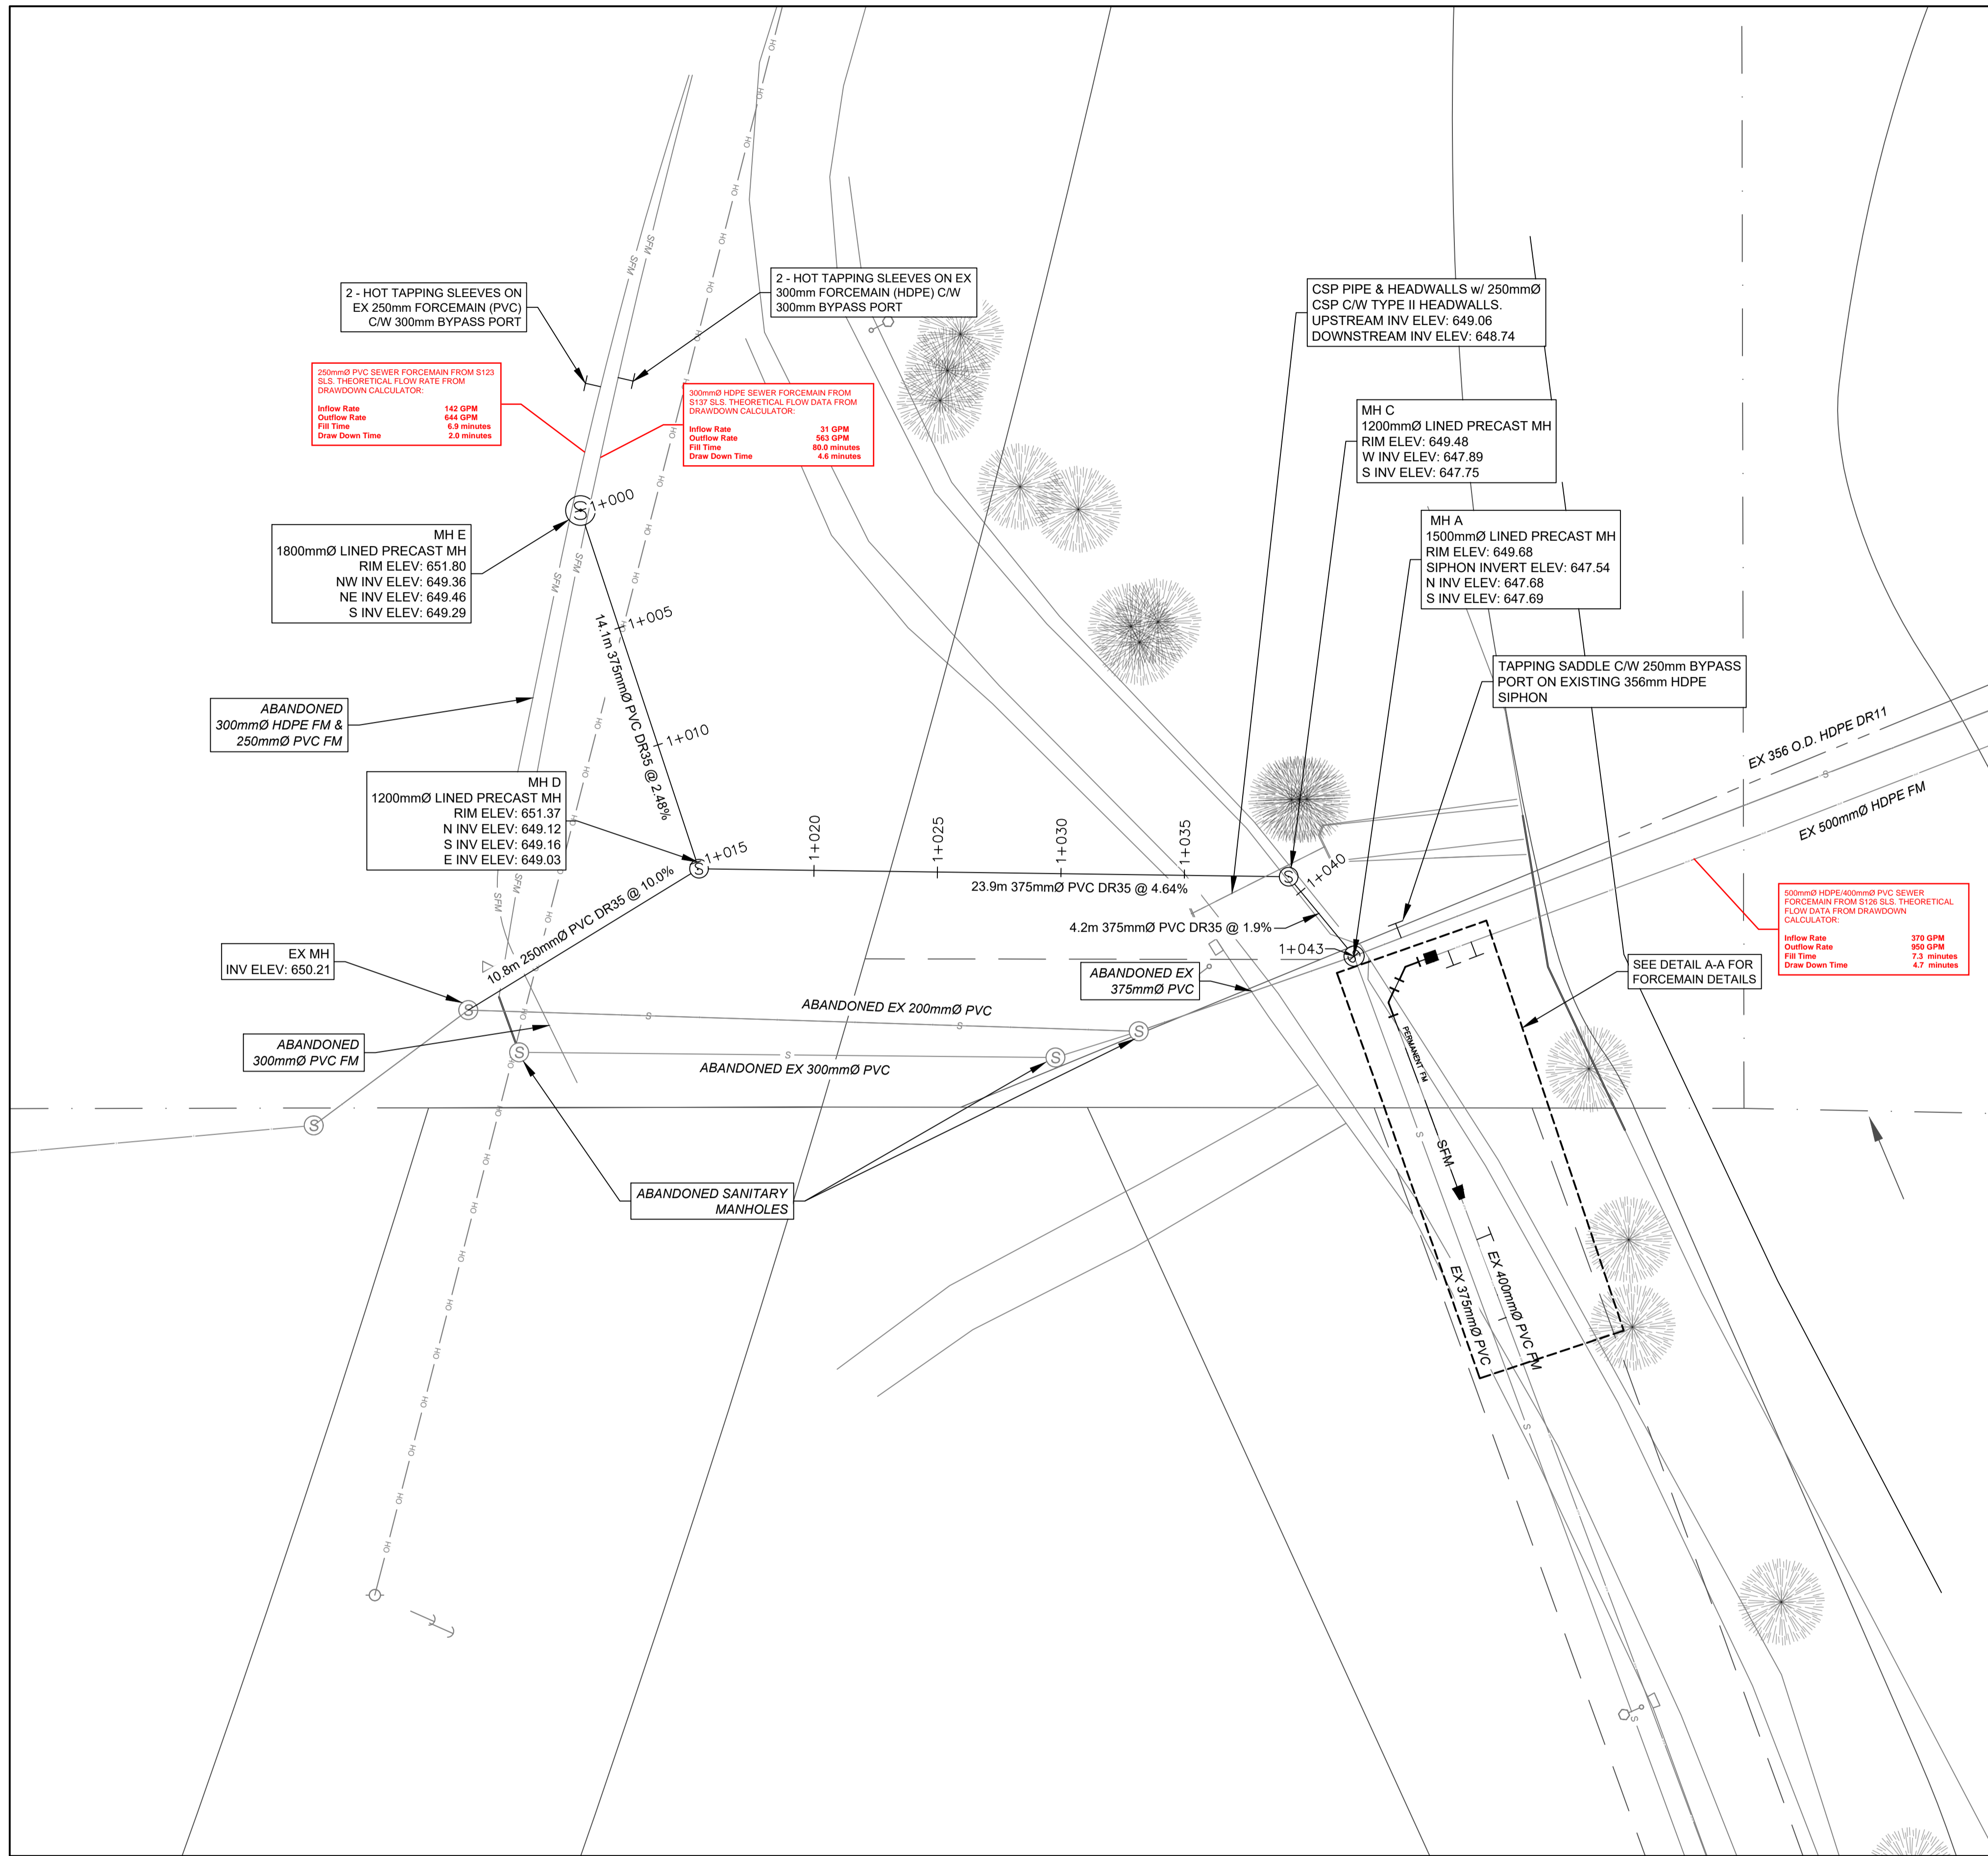 2 - HOT TAPPING SLEEVES ON
EX 250mm FORCEMAIN (PVC)
C/W 300mm BYPASS PORT
2 - HOT TAPPING SLEEVES ON EX
300mm FORCEMAIN (HDPE) C/W
300mm BYPASS PORT
CSP PIPE & HEADWALLS w/ 250mmØ
CSP C/W TYPE II HEADWALLS.
UPSTREAM INV ELEV: 649.06
DOWNSTREAM INV ELEV: 648.74
250mmØ PVC SEWER FORCEMAIN FROM S123
SLS. THEORETICAL FLOW RATE FROM
DRAWDOWN CALCULATOR:
Inflow Rate 142 GPM
Outflow Rate 644 GPM
Fill Time 6.9 minutes
Draw Down Time 2.0 minutes
300mmØ HDPE SEWER FORCEMAIN FROM
S137 SLS. THEORETICAL FLOW DATA FROM
DRAWDOWN CALCULATOR:
Inflow Rate 31 GPM
Outflow Rate 563 GPM
Fill Time 80.0 minutes
Draw Down Time 4.6 minutes
MH C
1200mmØ LINED PRECAST MH
RIM ELEV: 649.48
W INV ELEV: 647.89
S INV ELEV: 647.75
MH E
1800mmØ LINED PRECAST MH
RIM ELEV: 651.80
NW INV ELEV: 649.36
NE INV ELEV: 649.46
S INV ELEV: 649.29
MH A
1500mmØ LINED PRECAST MH
RIM ELEV: 649.68
SIPHON INVERT ELEV: 647.54
N INV ELEV: 647.68
S INV ELEV: 647.69
1+000
1+005
1+010
1+015
1+020
1+025
1+030
1+035
1+040
1+043
14.1m 375mmØ PVC DR35 @ 2.48%
TAPPING SADDLE C/W 250mm BYPASS
PORT ON EXISTING 356mm HDPE
SIPHON
ABANDONED
300mmØ HDPE FM &
250mmØ PVC FM
MH D
1200mmØ LINED PRECAST MH
RIM ELEV: 651.37
N INV ELEV: 649.12
S INV ELEV: 649.16
E INV ELEV: 649.03
EX 356 O.D. HDPE DR11
EX 500mmØ HDPE FM
23.9m 375mmØ PVC DR35 @ 4.64%
4.2m 375mmØ PVC DR35 @ 1.9%
10.8m 250mmØ PVC DR35 @ 10.0%
500mmØ HDPE/400mmØ PVC SEWER
FORCEMAIN FROM S126 SLS. THEORETICAL
FLOW DATA FROM DRAWDOWN
CALCULATOR:
Inflow Rate 370 GPM
Outflow Rate 950 GPM
Fill Time 7.3 minutes
Draw Down Time 4.7 minutes
EX MH
INV ELEV: 650.21
ABANDONED EX
375mmØ PVC
SEE DETAIL A-A FOR
FORCEMAIN DETAILS
ABANDONED EX 200mmØ PVC
ABANDONED
300mmØ PVC FM
ABANDONED EX 300mmØ PVC
PERMANENT FM
SFM
ABANDONED SANITARY
MANHOLES
EX 375mmØ PVC
EX 400mmØ PVC FM
SFM
SFM
SFM
SFM
SFM
SFM
OH
S